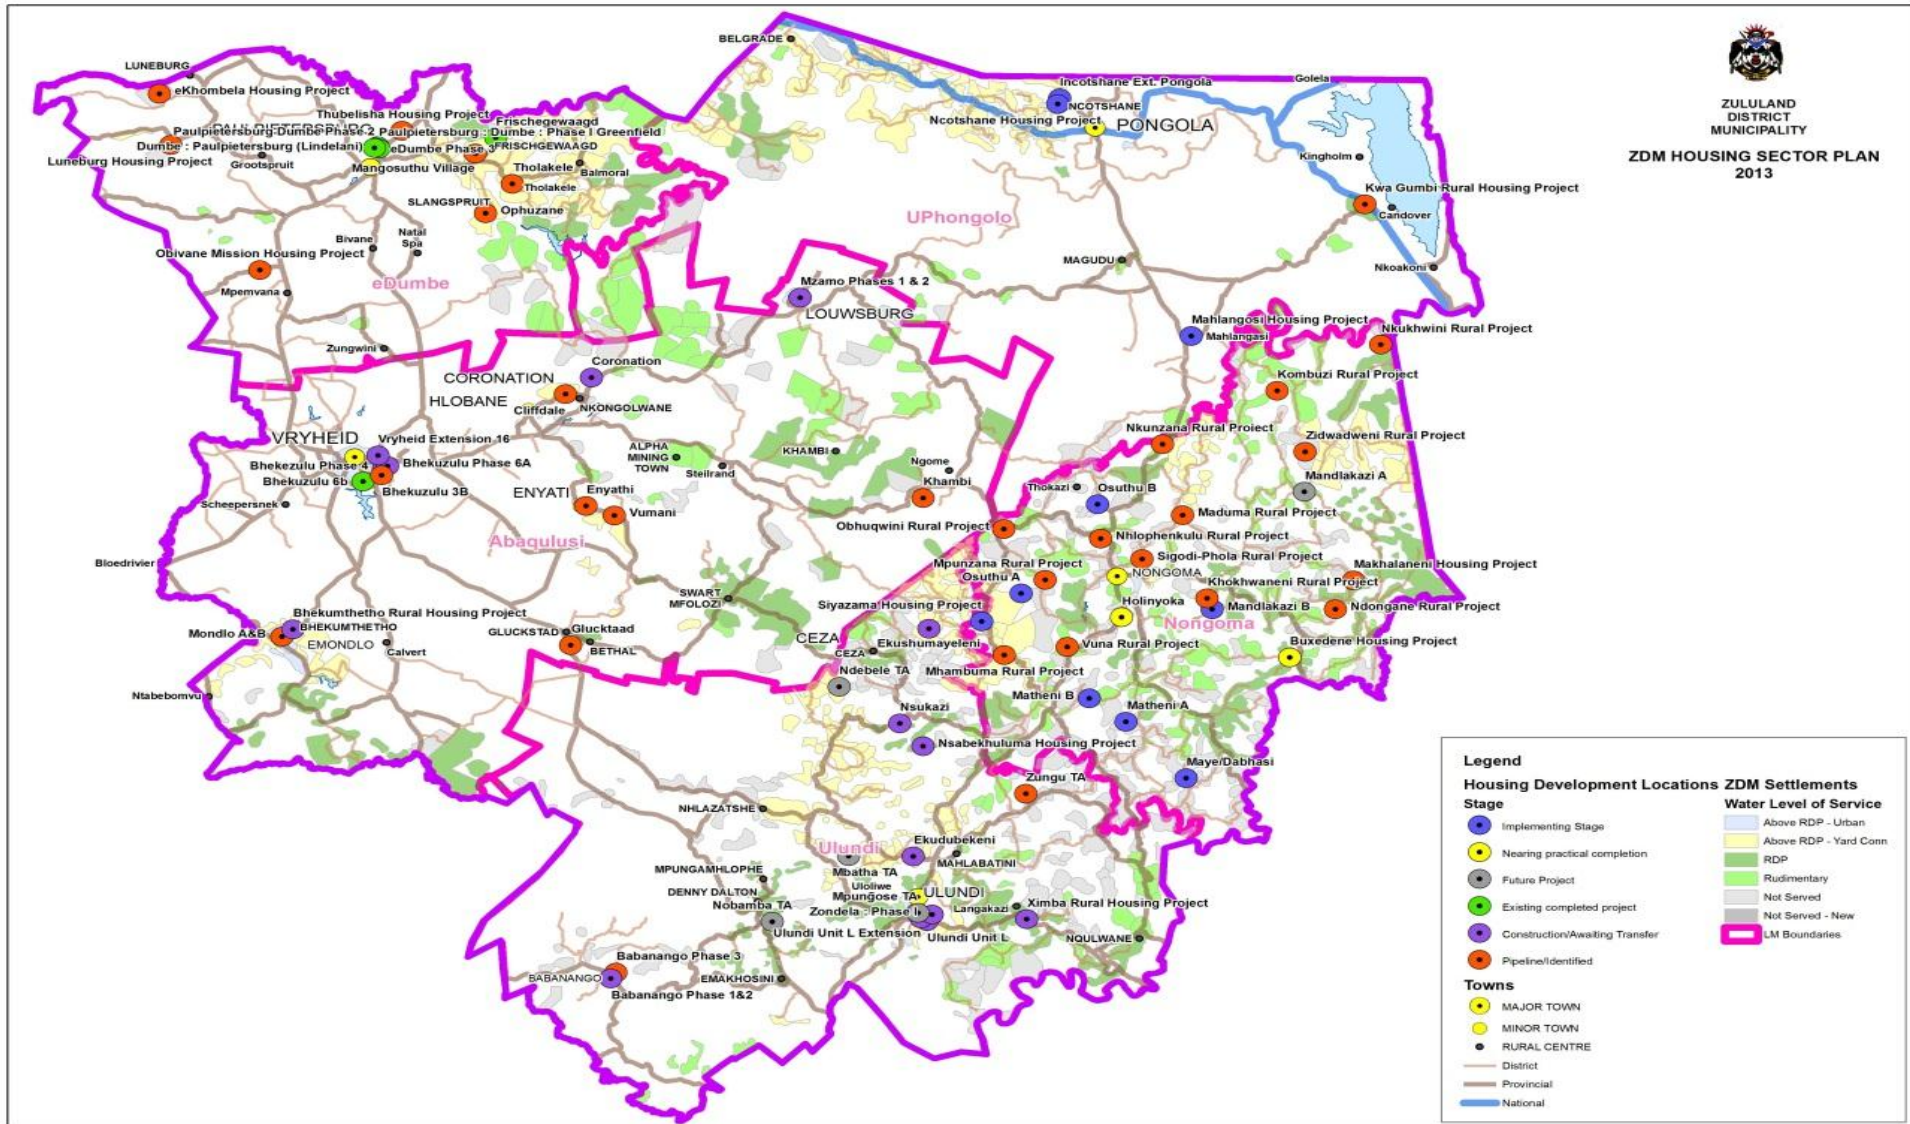 ZULULAND
DISTRICT
MUNICIPALITY
ZDM HOUSING SECTOR PLAN
2013
BELGRADE
LUNEBURG
eKhombela Housing Project
Thubelisha Housing Project
Frischegewaagd
Paulpietersburg:Dumbe Phase 2
Paulpietersburg : Dumbe : Phase I Greenfield
Dumbe : Paulpietersburg (Lindelani)
eDumbe Phase 3
FRISCHGEWAAGD
Luneburg Housing Project
Grootspruit
Mangosuthu Village
Tholakele
Balmoral
Tholakele
SLANGSPRUIT
Ophuzane
Bivane
Natal
Spa
Obivane Mission Housing Project
Mpemvana
eDumbe
Zungwini
Incotshane Ext. Pongola
NCOTSHANE
Ncotshane Housing Project
PONGOLA
Golela
Kingholm
Kwa Gumbi Rural Housing Project
Candover
UPhongolo
MAGUDU
Nkoakoni
Mzamo Phases 1 & 2
LOUWSBURG
Mahlangosi Housing Project
Mahlangasi
Nkukhwini Rural Project
Kombuzi Rural Project
Coronation
CORONATION
HLOBANE
Cliffdale
NKONGOLWANE
VRYHEID
Vryheid Extension 16
Bhekezulu Phase 4
Bhekuzulu Phase 6A
Bhekuzulu 6b
Bhekuzulu 3B
Scheepersnek
ALPHA
MINING
TOWN
Steilrand
KHAMBI
Ngome
Khambi
ENYATI
Enyathi
Vumani
Abaqulusi
Bloedrivier
Nkunzana Rural Project
Zidwadweni Rural Project
Mandlakazi A
Thokazi
Osuthu B
Maduma Rural Project
Obhuqwini Rural Project
Nhlophenkulu Rural Project
Sigodi-Phola Rural Project
Mpunzana Rural Project
NONGOMA
Makhalaneni Housing Project
Osuthu A
Khokhwaneni Rural Project
Siyazama Housing Project
Holinyoka
Mandlakazi B
Ndongane Rural Project
Nongoma
Buxedene Housing Project
SWART
MFOLOZI
Bhekumthetho Rural Housing Project
BHEKUMTHETHO
Mondlo A&B
EMONDLO
Calvert
GLUCKSTAD
Glucktaad
BETHAL
CEZA
CEZA
Ekushumayeleni
Vuna Rural Project
Ndebele TA
Mhambuma Rural Project
Ntabebomvu
Matheni B
Nsukazi
Matheni A
Nsabekhuluma Housing Project
Zungu TA
Maye/Dabhasi
NHLAZATSHE
Ulundi
Ekudubekeni
MAHLABATINI
Mbatha TA
MPUNGAMHLOPHE
Uloliwe
DENNY DALTON
Mpungose TA
ULUNDI
Nobamba TA
Zondela : Phase I
Langakazi
Ximba Rural Housing Project
Ulundi Unit L Extension
Ulundi Unit L
NQULWANE
Babanango Phase 3
BABANANGO
EMAKHOSINI
Babanango Phase 1&2
Legend
Housing Development Locations
Stage
Implementing Stage
Nearing practical completion
Future Project
Existing completed project
Construction/Awaiting Transfer
Pipeline/Identified
Towns
MAJOR TOWN
MINOR TOWN
RURAL CENTRE
District
Provincial
National
ZDM Settlements
Water Level of Service
Above RDP - Urban
Above RDP - Yard Conn
RDP
Rudimentary
Not Served
Not Served - New
LM Boundaries